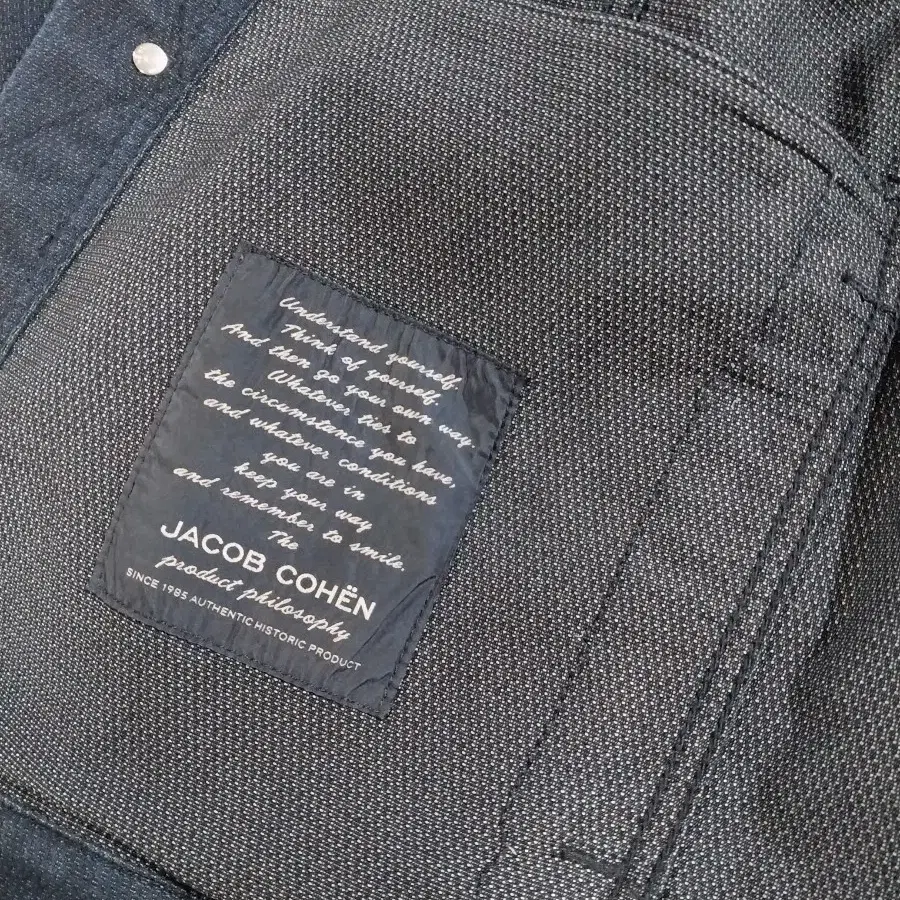 Understand yourself.
Think of yourself.
And then go your own way.
Whatever ties to
the circumstance you have,
and whatever conditions
you are in
keep your way
and remember to smile.
The
JACOB COHËN
product philosophy
SINCE 1985 AUTHENTIC HISTORIC PRODUCT